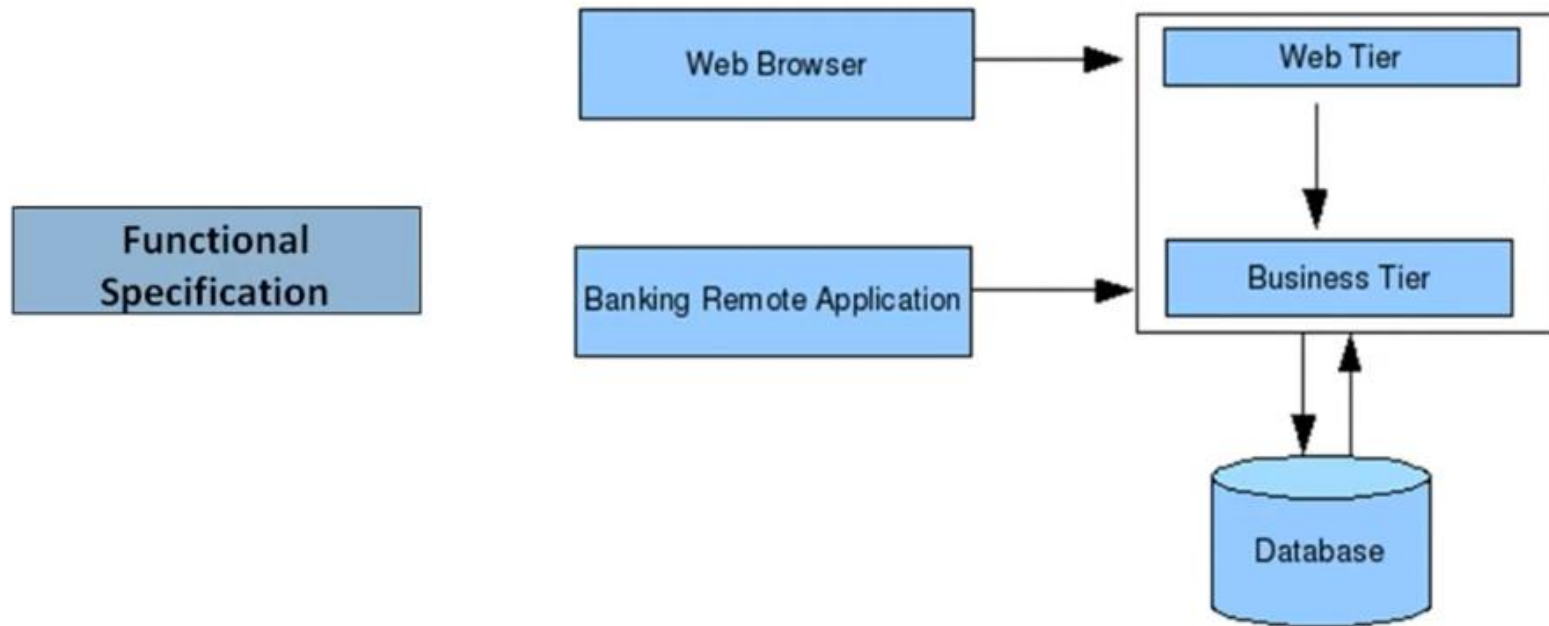 Web Browser
Web Tier
Functional
Specification
Banking Remote Application
Business Tier
Database